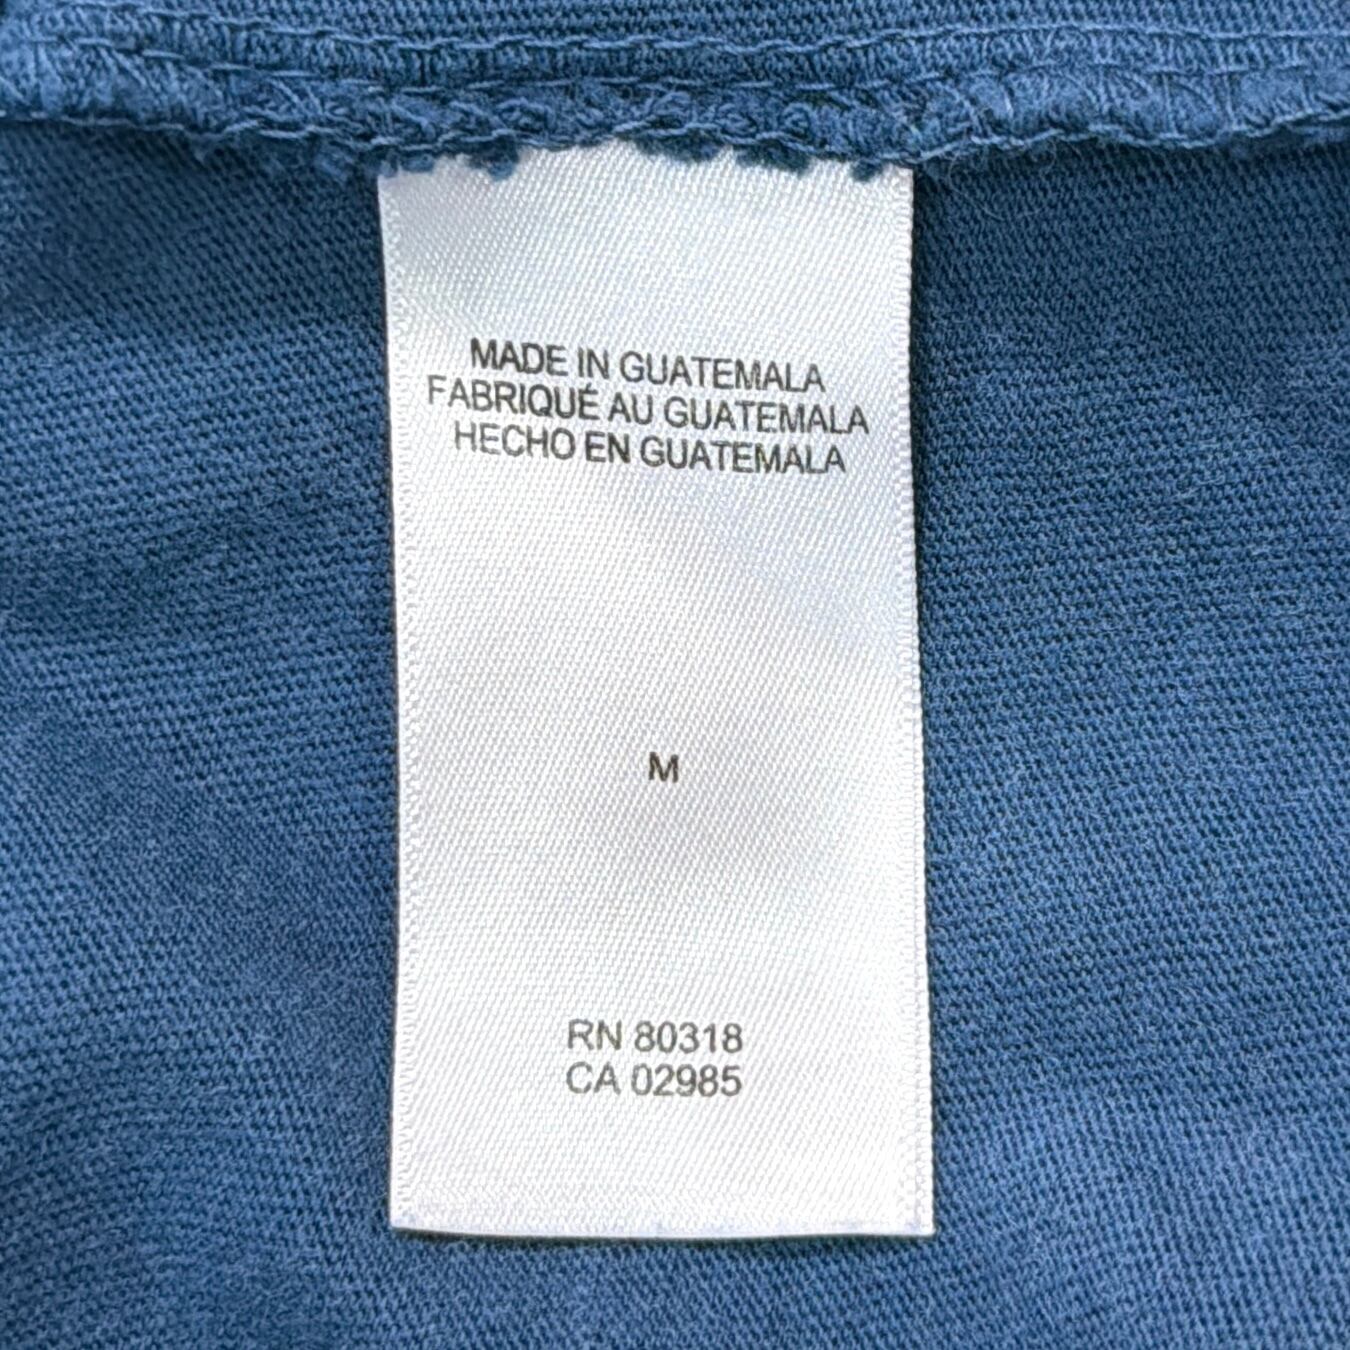 MADE IN GUATEMALA
FABRIQUÉ AU GUATEMALA
HECHO EN GUATEMALA
M
RN 80318
CA 02985